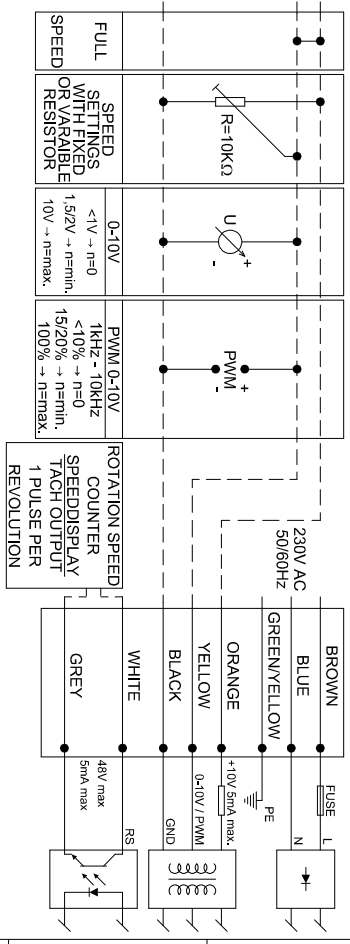 FULL
SPEED
SPEED
SETTINGS
WITH FIXED
OR VARAIBLE
RESISTOR
R=10KΩ
0-10V
<1V → n=0
1,5/2V → n=min.
10V → n=max.
U
+
-
PWM 0-10V
1kHz - 10kHz
<10% → n=0
15/20% → n=min.
100% → n=max.
PWM
+
-
ROTATION SPEED
COUNTER
SPEEDDISPLAY
TACH OUTPUT
1 PULSE PER
REVOLUTION
230V AC
50/60Hz
BROWN
BLUE
GREEN/YELLOW
ORANGE
YELLOW
BLACK
WHITE
GREY
FUSE
L
N
PE
+10V 5mA max.
0-10V / PWM
GND
RS
48V max
5mA max